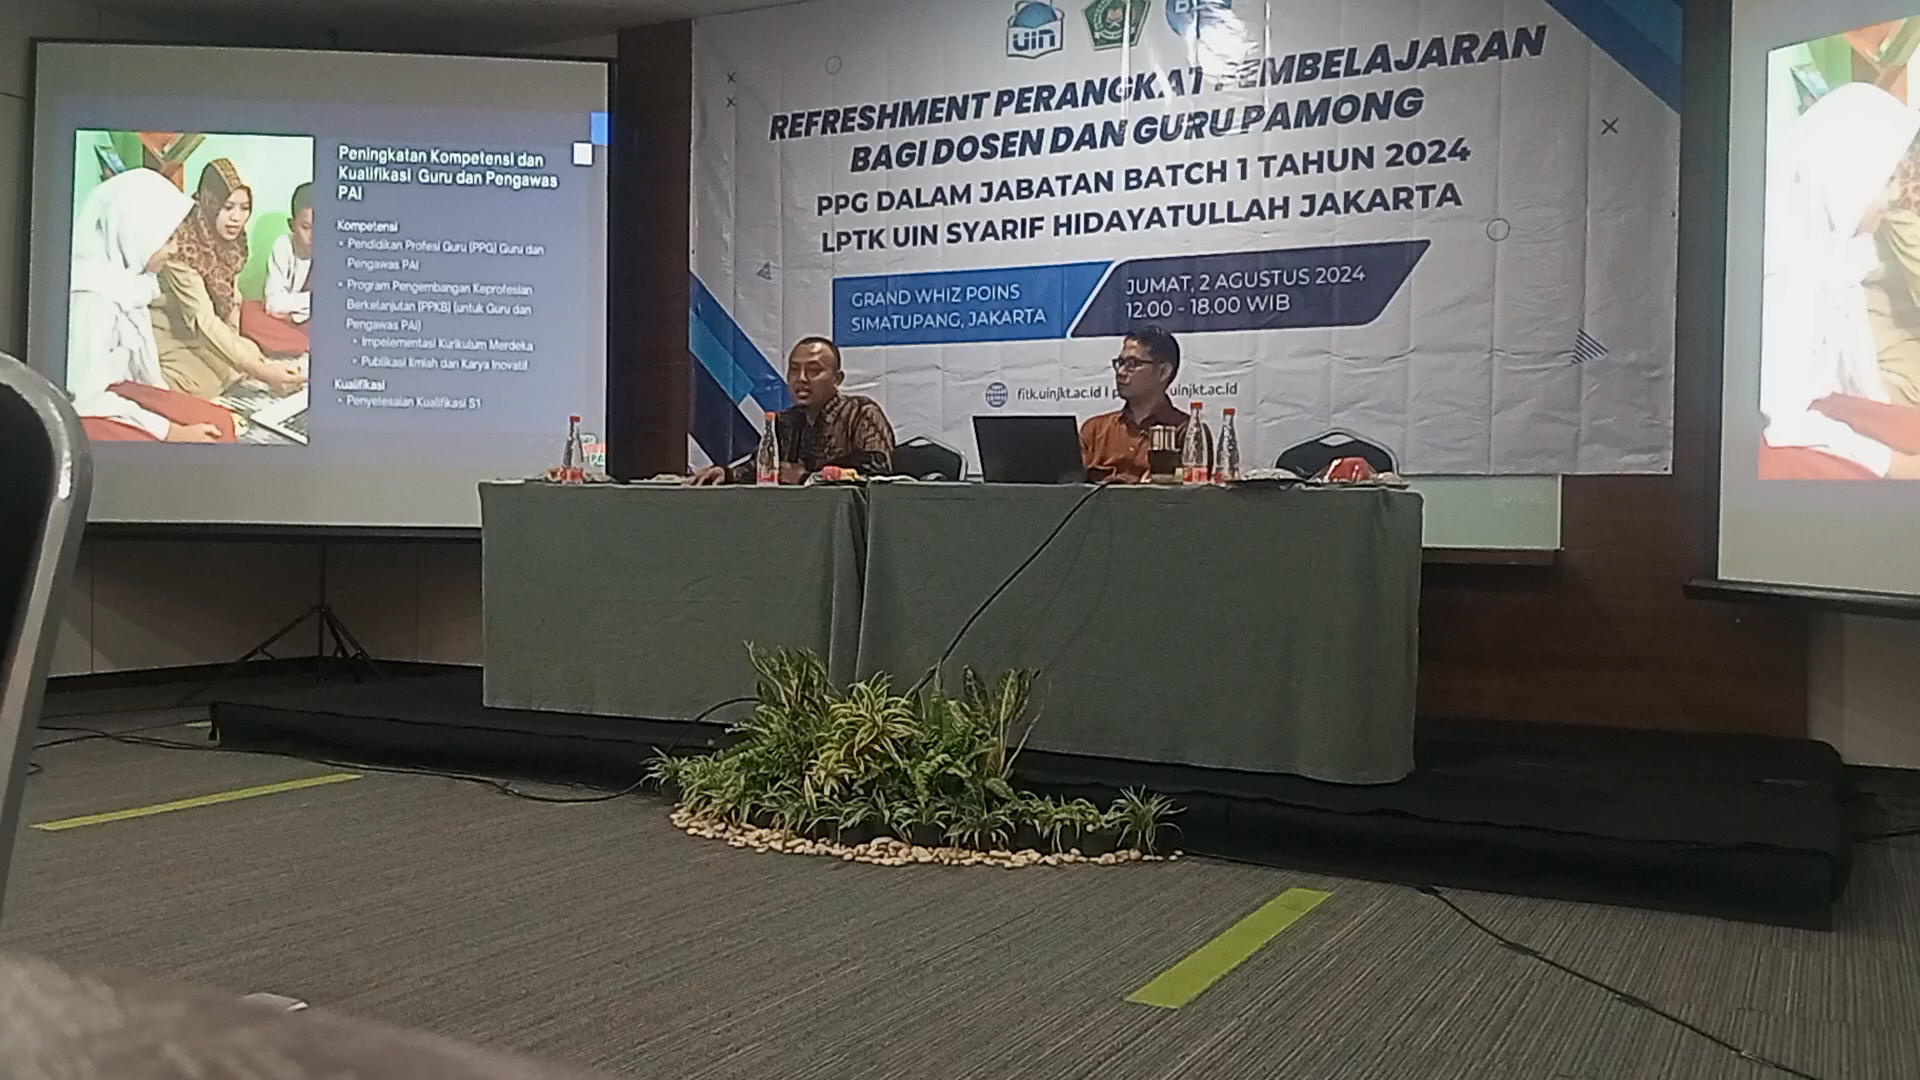 Peningkatan Kompetensi dan
Kualifikasi Guru dan Pengawas
PAI
Kompetensi
• Pendidikan Profesi Guru (PPG) Guru dan
Pengawas PAI
• Program Pengembangan Keprofesian
Berkelanjutan (PPKB) (untuk Guru dan
Pengawas PAI)
• Impelementasi Kurikulum Merdeka
• Publikasi Ilmiah dan Karya Inovatif
Kualifikasi
• Penyelesaian Kualifikasi S1
uin
REFRESHMENT PERANGKAT PEMBELAJARAN
BAGI DOSEN DAN GURU PAMONG
PPG DALAM JABATAN BATCH 1 TAHUN 2024
LPTK UIN SYARIF HIDAYATULLAH JAKARTA
GRAND WHIZ POINS
SIMATUPANG, JAKARTA
JUMAT, 2 AGUSTUS 2024
12.00 - 18.00 WIB
fitk.uinjkt.ac.id I p uinjkt.ac.id